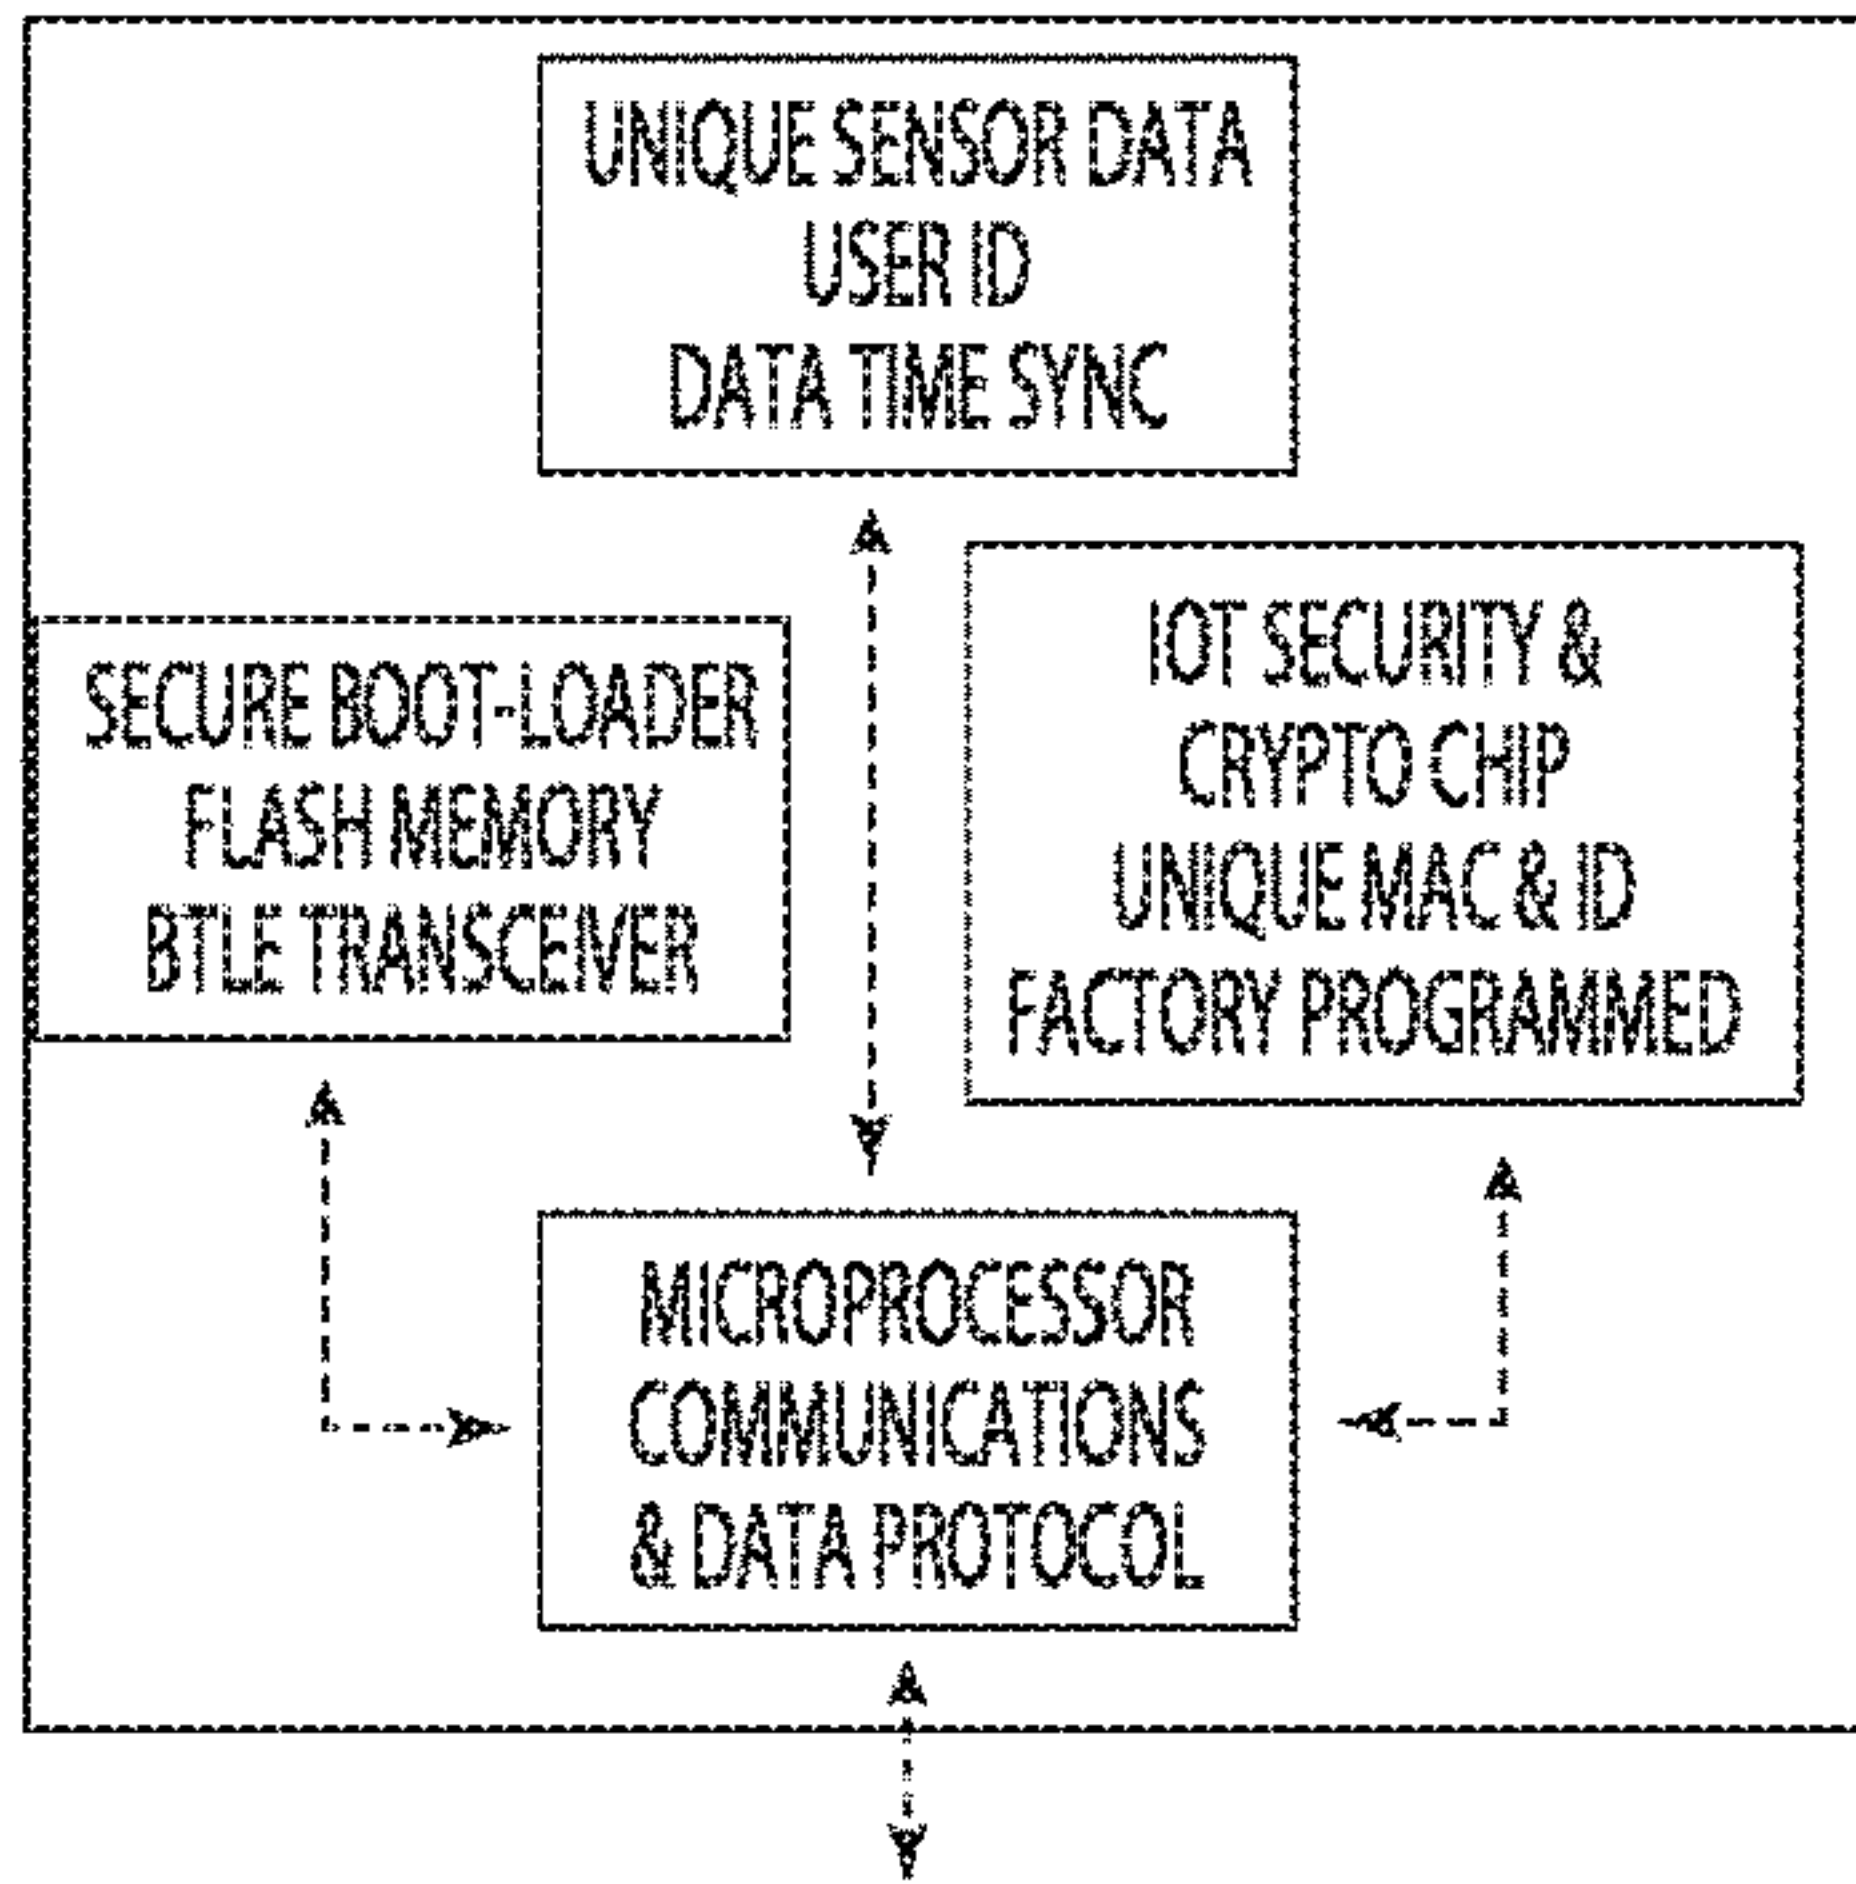 UNIQUE SENSOR DATA
USER ID
DATA TIME SYNC
SECURE BOOT-LOADER
FLASH MEMORY
BTLE TRANSCEIVER
IOT SECURITY &
CRYPTO CHIP
UNIQUE MAC & ID
FACTORY PROGRAMMED
MICROPROCESSOR
COMMUNICATIONS
& DATA PROTOCOL